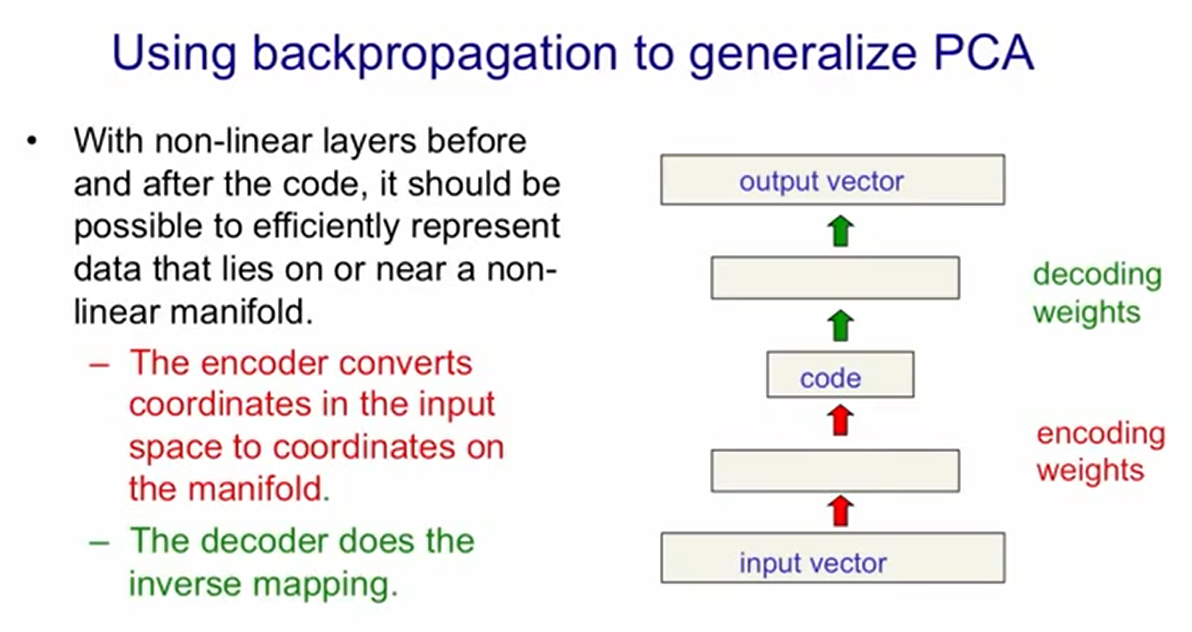 Using backpropagation to generalize PCA
• With non-linear layers before
and after the code, it should be
possible to efficiently represent
data that lies on or near a non-
linear manifold.
– The encoder converts
coordinates in the input
space to coordinates on
the manifold.
– The decoder does the
inverse mapping.
output vector
decoding
weights
code
encoding
weights
input vector